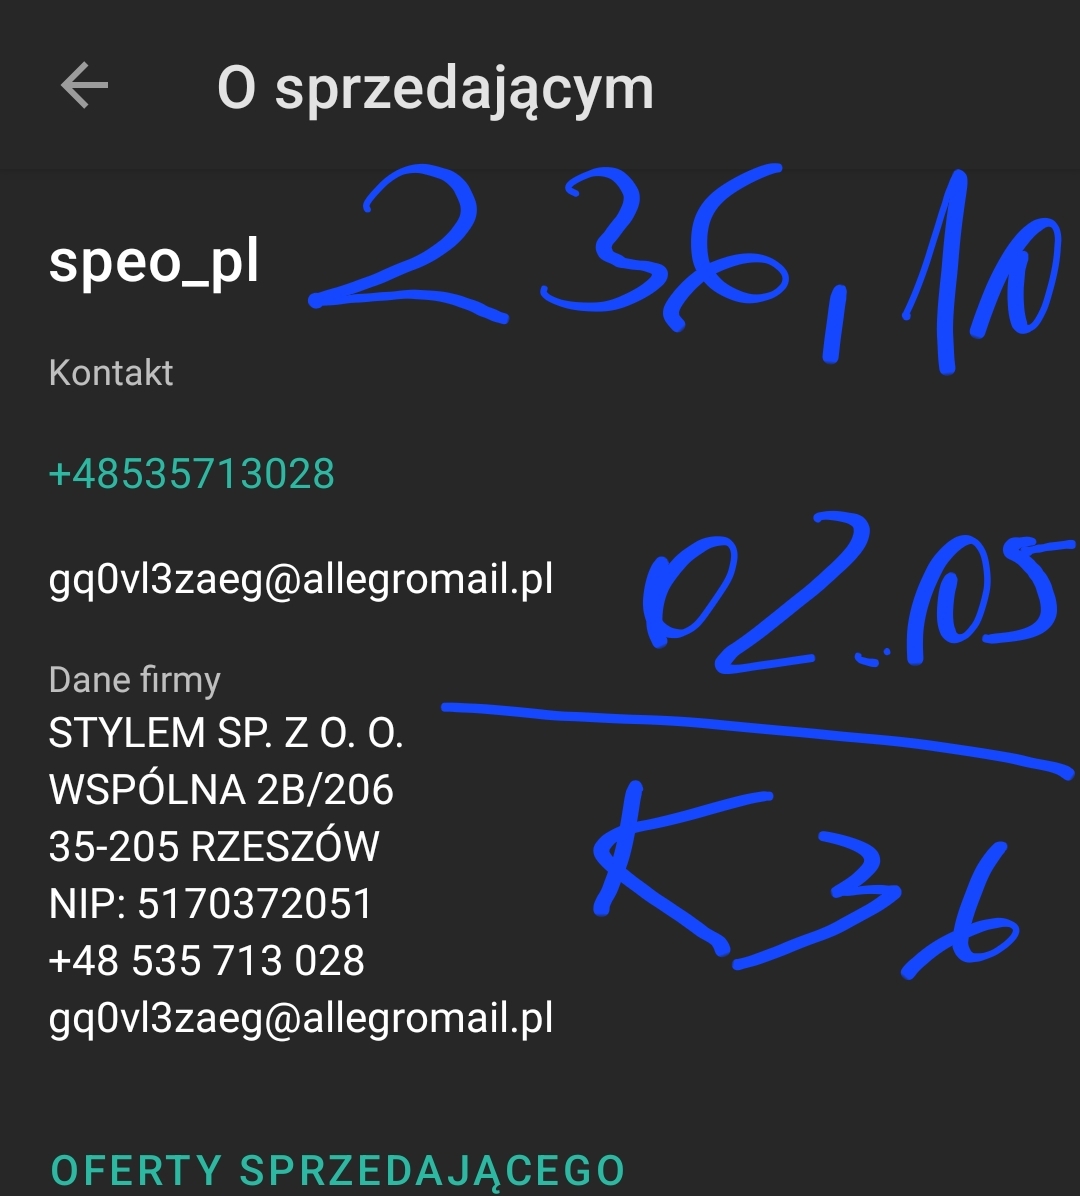 O sprzedającym
236,10
speo_pl
Kontakt
+48535713028
02.05
gq0vl3zaeg@allegromail.pl
Dane firmy
STYLEM SP. Z O. O.
WSPÓLNA 2B/206
K36
35-205 RZESZÓW
NIP: 5170372051
+48 535 713 028
gq0vl3zaeg@allegromail.pl
OFERTY SPRZEDAJĄCEGO